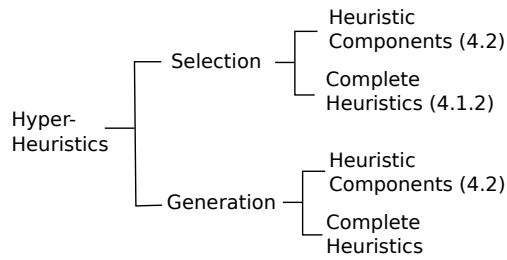 Hyper-
Heuristics
Selection
Heuristic
Components (4.2)
Complete
Heuristics (4.1.2)
Generation
Heuristic
Components (4.2)
Complete
Heuristics